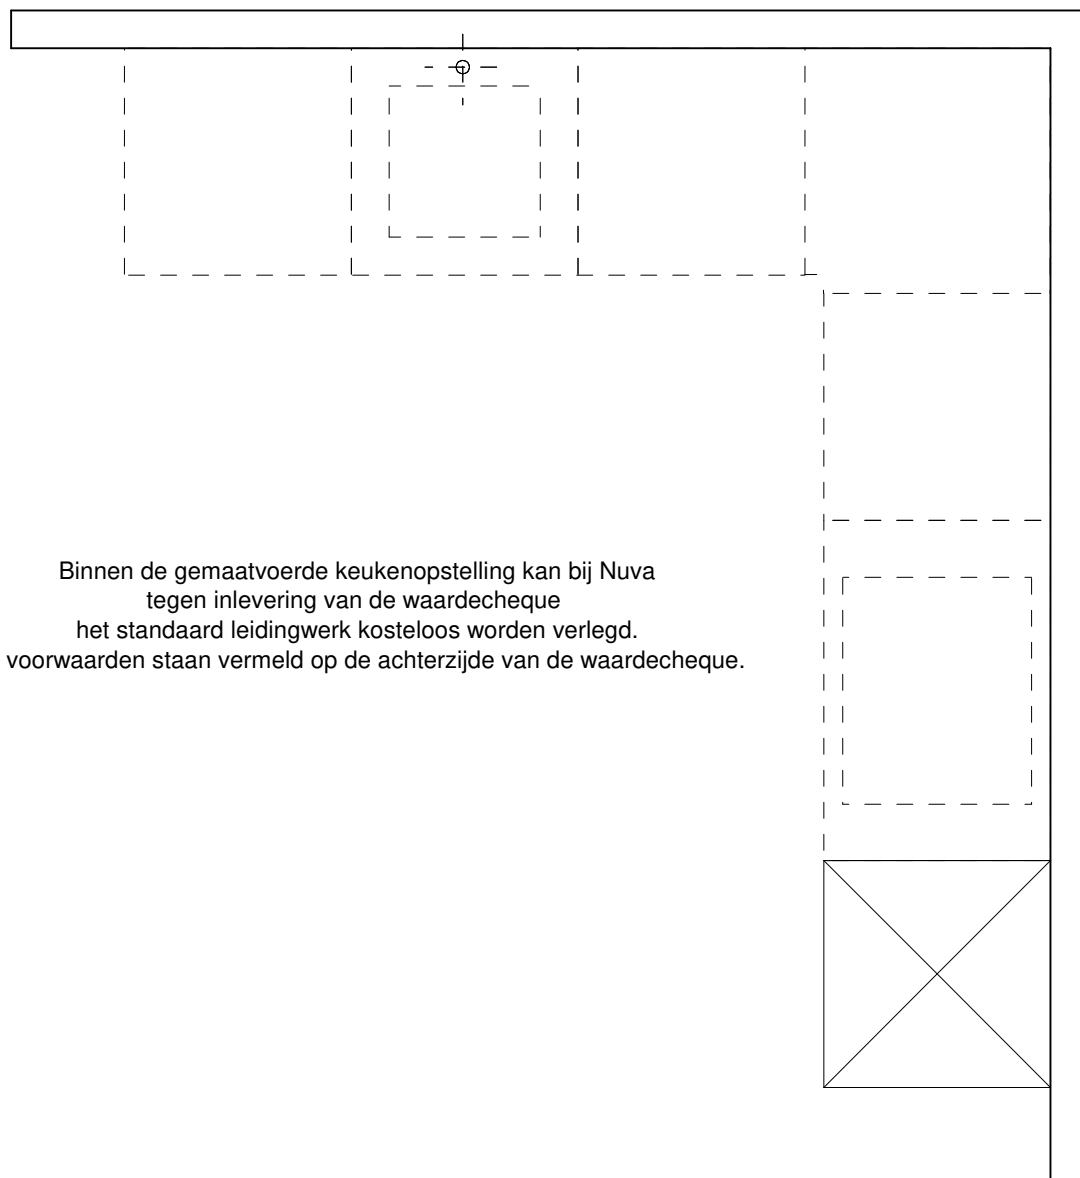 Binnen de gemaatvoerde keukenopstelling kan bij Nuva
tegen inlevering van de waardecheque
het standaard leidingwerk kosteloos worden verlegd.
voorwaarden staan vermeld op de achterzijde van de waardecheque.